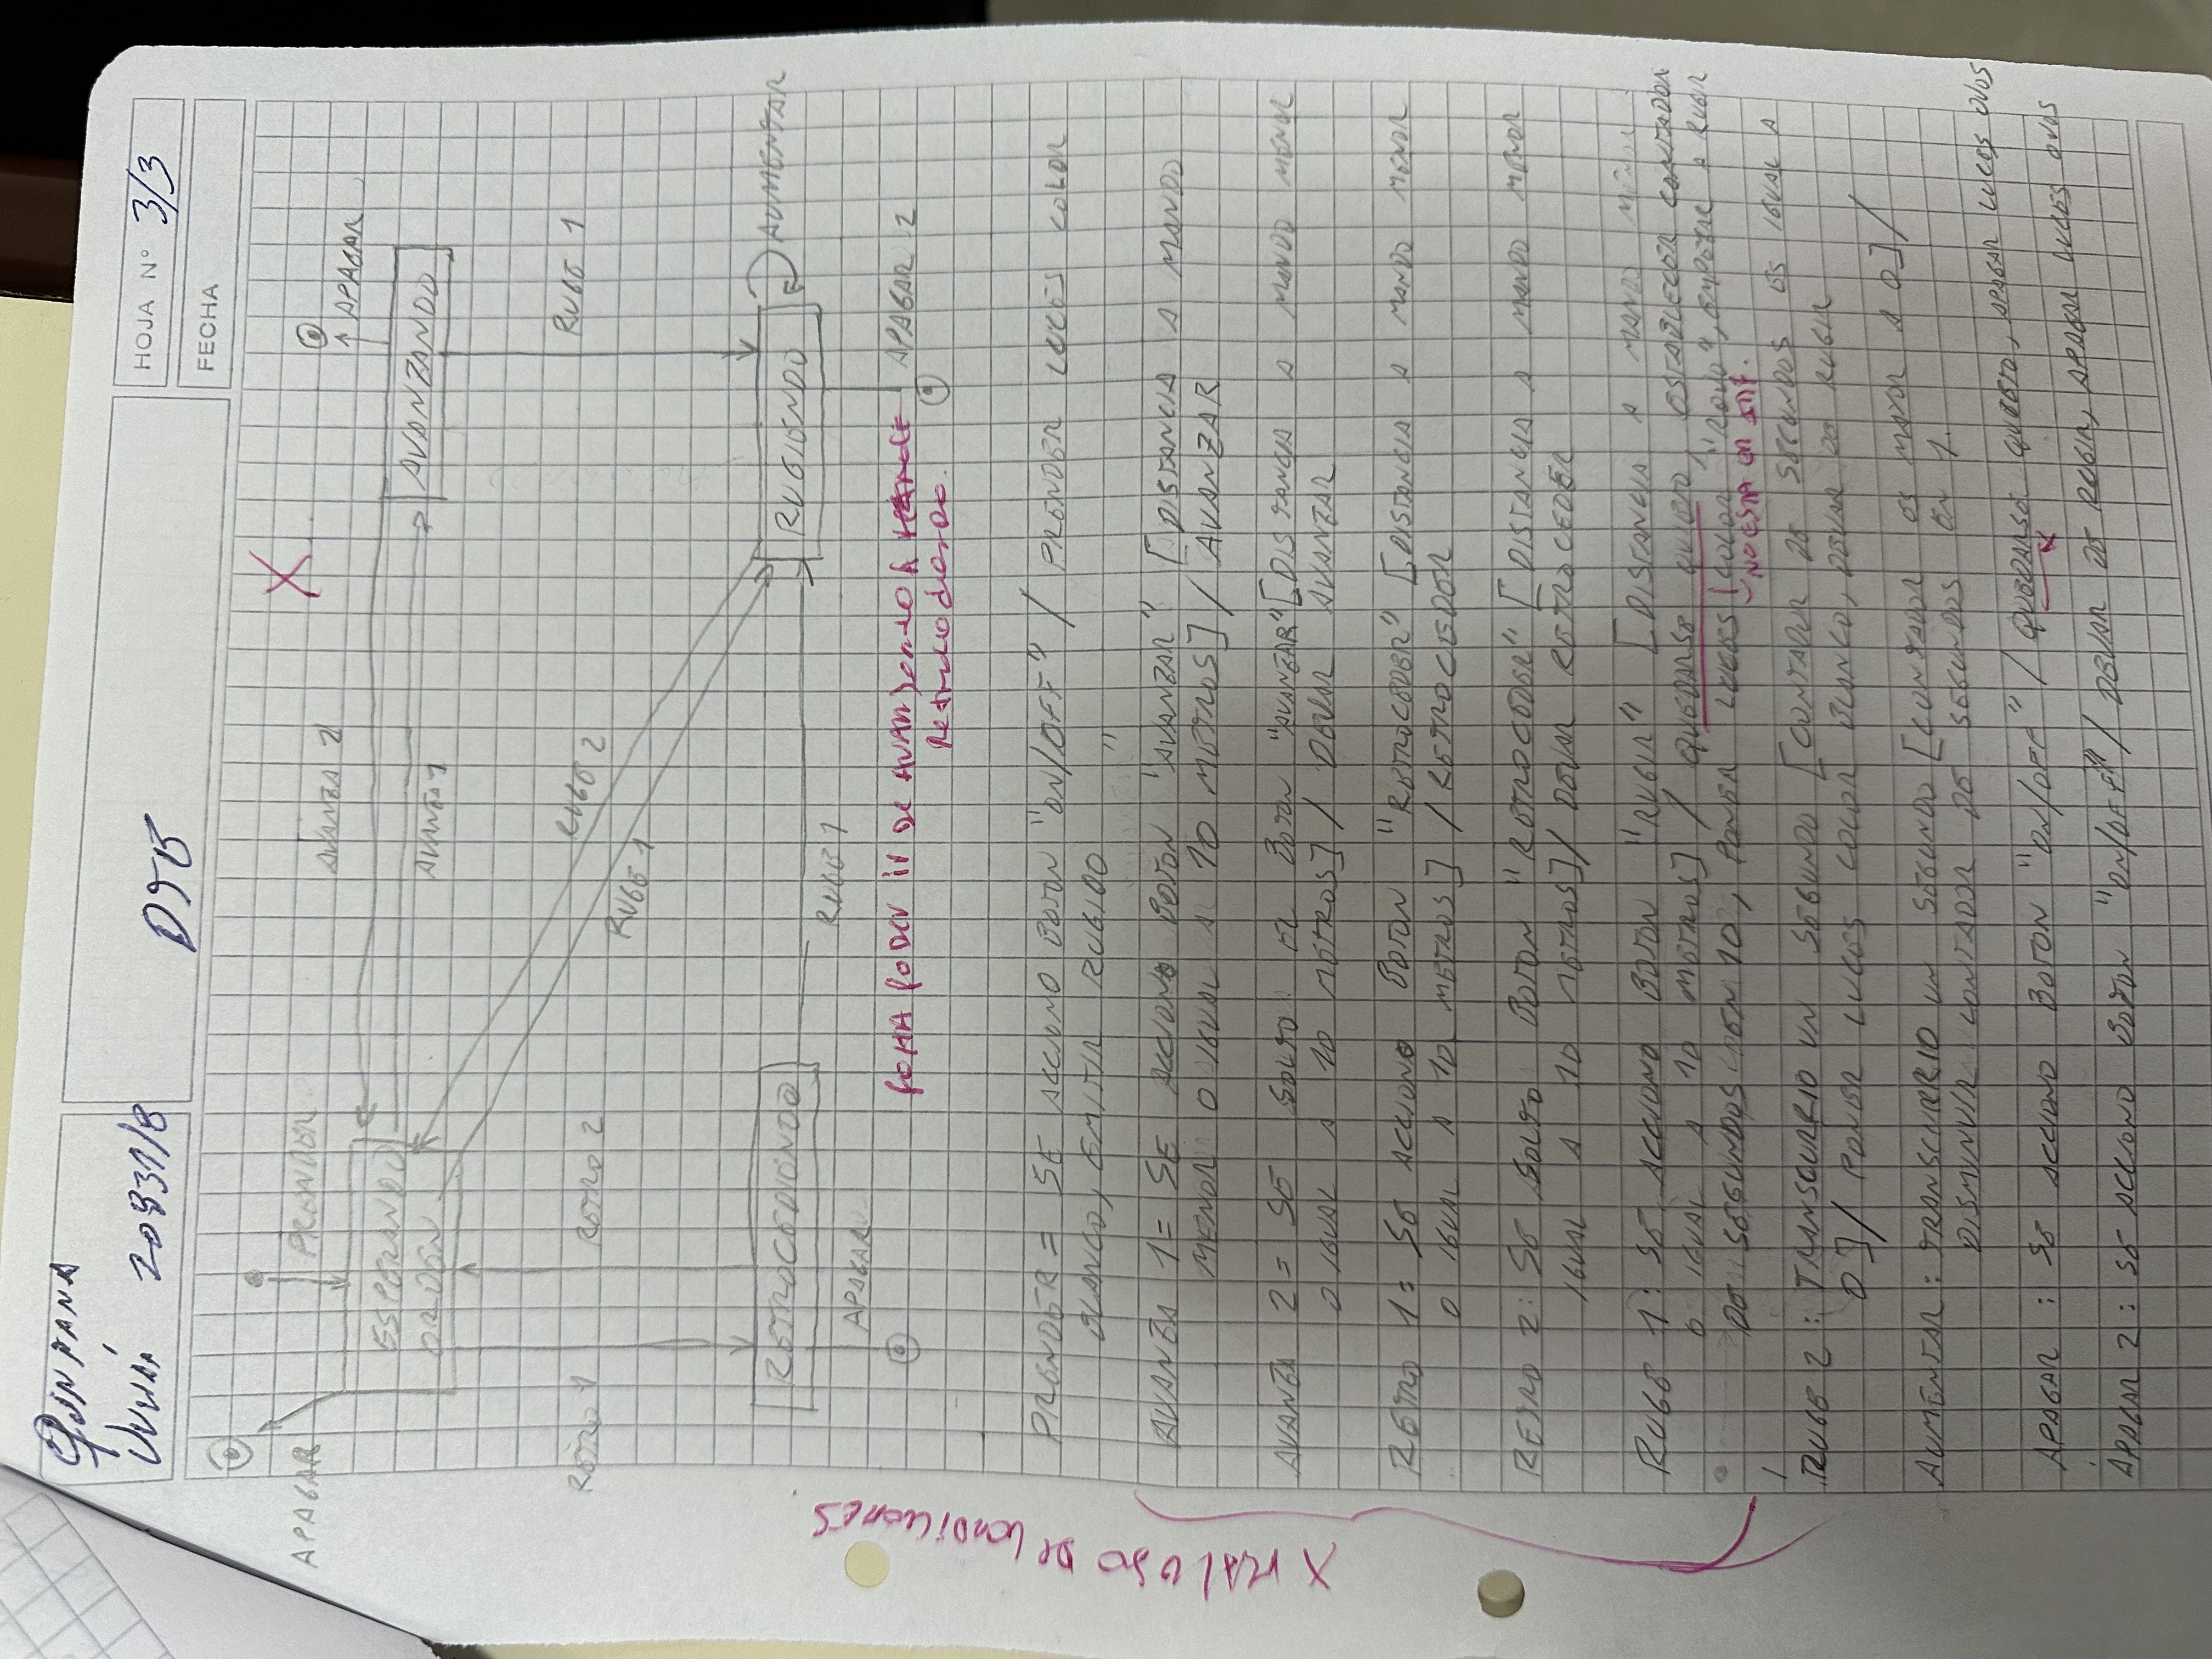 QUINTANA
JULIÁN 20831/8
DTE
HOJA N° 3/3
FECHA
APAGAR
PRENDER
X
AVANZA 2
APAGAR
ESPERANDO
ORDEN
AVANZA 1
AVANZANDO
RETRO 1
RETRO 2
RUGE 2
RUGE 1
RUGE 1
RETROCEDIENDO
RUGIENDO
AUMENTAR
RUGE 1
APAGAR
PODER IR DE AVANZANDO A
Retrocediendo.
APAGAR 2
X MAL USO DE CONDICIONES
PRENDER = SE ACCIONO BOTON "ON/OFF" / PRENDER LUCES COLOR
BLANCO, EMITIR RUGIDO
AVANZA 1 = SE ACCIONO BOTON "AVANZAR" [DISTANCIA A MANDO
MENOR O IGUAL A 10 METROS] / AVANZAR
AVANZA 2 = SE SOLTO EL BOTON "AVANZAR" [DISTANCIA A MANDO MENOR
O IGUAL A 10 METROS] / DEJAR AVANZAR
RETRO 1: SE ACCIONO BOTON "RETROCEDER" [DISTANCIA A MANDO MENOR
O IGUAL A 10 METROS] / RETROCEDER
RETRO 2: SE SOLTO BOTON "RETROCEDER" [DISTANCIA A MANDO MENOR
IGUAL A 10 METROS] / DEJAR RETROCEDER
RUGE 1: SE ACCIONO BOTON "RUGIR" [DISTANCIA A MANDO MENOR
O IGUAL A 10 METROS] / QUEDARSE QUIETO, ESTABLECER CONTADOR
DE SEGUNDOS EN 10, PONER LUCES COLOR "ROJO", EMPEZAR A RUGIR
NO ESTA EN INF.
RUGE 2: TRANSCURRIO UN SEGUNDO [CONTADOR DE SEGUNDOS ES IGUAL A
0] / PONER LUCES COLOR BLANCO, DEJAR DE RUGIR
AUMENTAR: TRANSCURRIO UN SEGUNDO [CONTADOR ES MAYOR A 0] /
DISMINUIR CONTADOR DE SEGUNDOS EN 1.
APAGAR: SE ACCIONO BOTON "ON/OFF" / QUEDARSE QUIETO, APAGAR LUCES OJOS
X
APAGAR 2: SE ACCIONO BOTON "ON/OFF" / DEJAR DE RUGIR, APAGAR LUCES OJOS